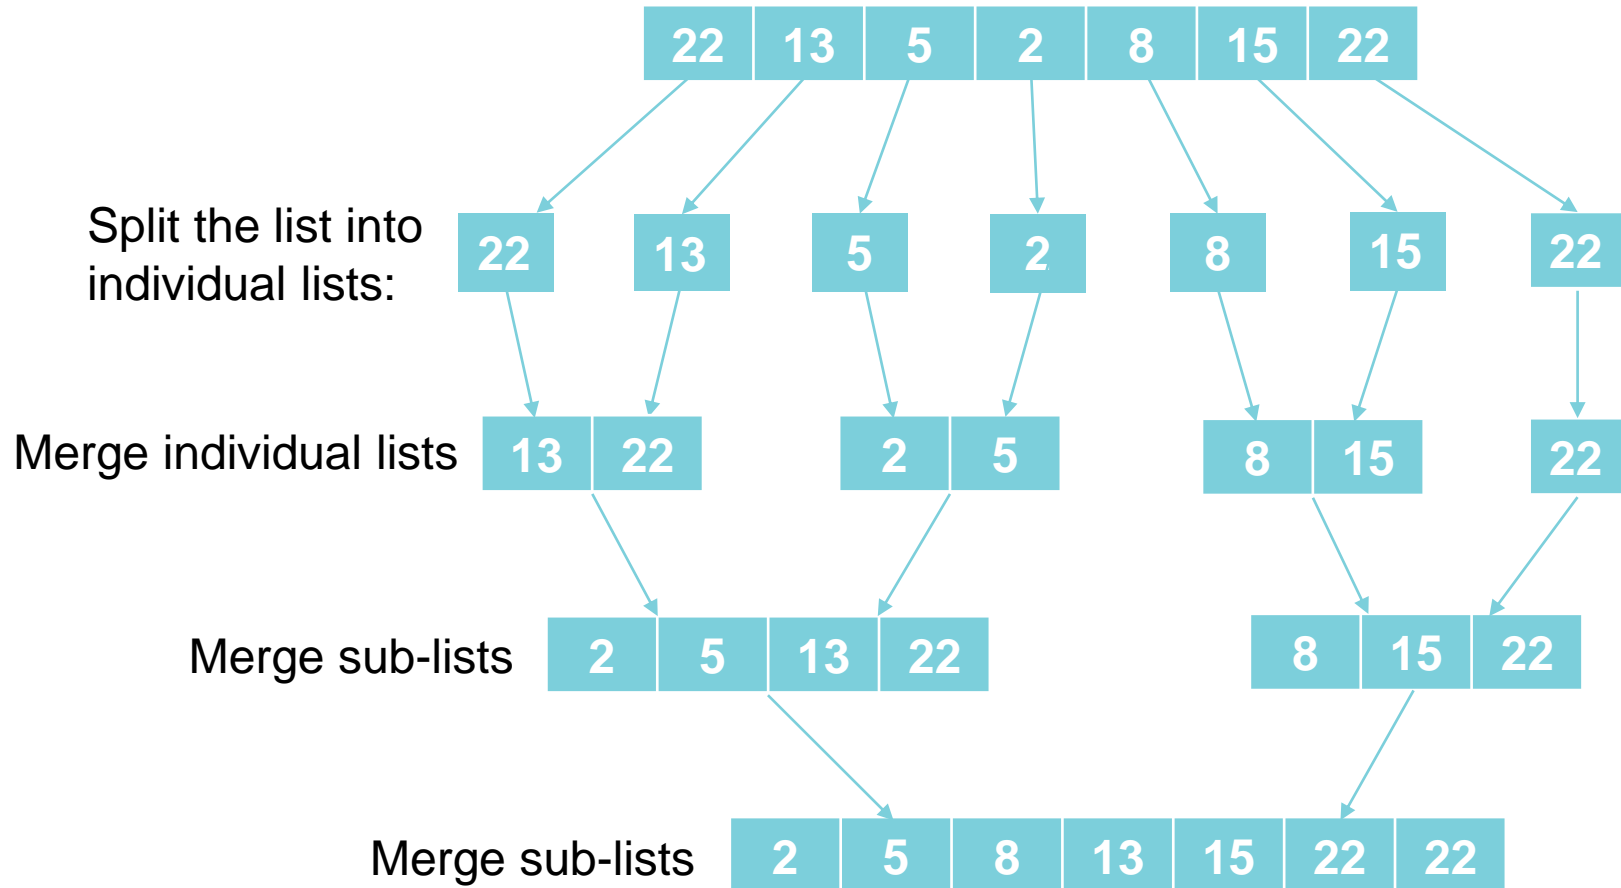 22 13 5 2 8 15 22
Split the list into
individual lists:
22 13 5 2 8 15 22
Merge individual lists 13 22 2 5 8 15 22
Merge sub-lists 2 5 13 22 8 15 22
Merge sub-lists 2 5 8 13 15 22 22